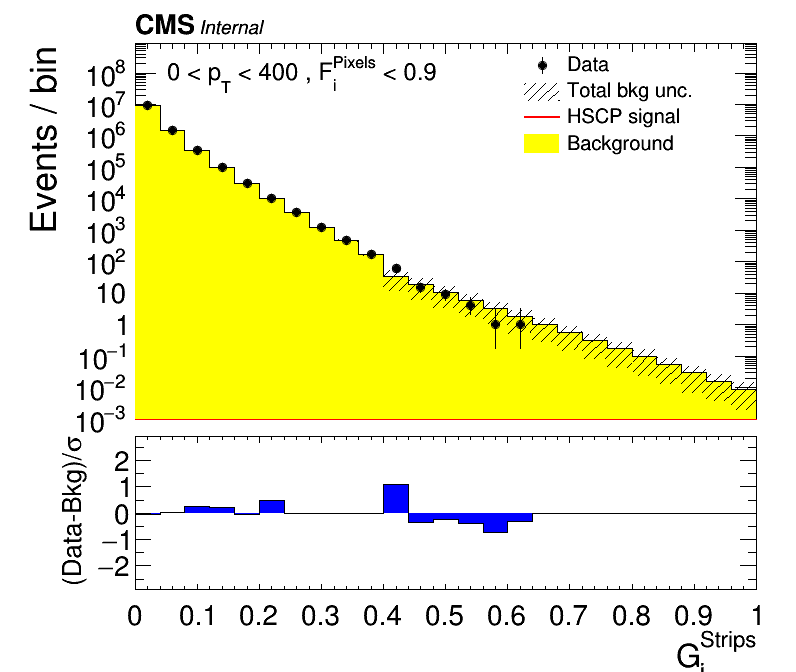 CMS Internal
0 < p_T < 400 , F_i^Pixels < 0.9
Data
Total bkg unc.
HSCP signal
Background
Events / bin
10^8
10^7
10^6
10^5
10^4
10^3
10^2
10
1
10^−1
10^−2
10^−3
(Data-Bkg)/σ
2
1
0
−1
−2
0 0.1 0.2 0.3 0.4 0.5 0.6 0.7 0.8 0.9 1
G_i^Strips